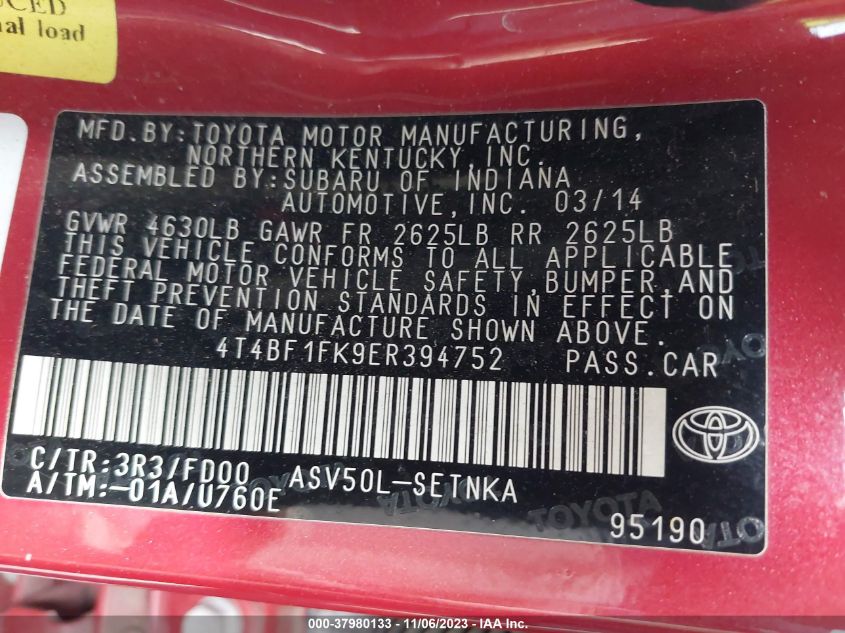 UCED
nal load
MFD. BY: TOYOTA MOTOR MANUFACTURING,
NORTHERN KENTUCKY, INC.
ASSEMBLED BY: SUBARU OF INDIANA
AUTOMOTIVE, INC. 03/14
GVWR 4630LB GAWR FR 2625LB RR 2625LB
THIS VEHICLE CONFORMS TO ALL APPLICABLE
FEDERAL MOTOR VEHICLE SAFETY, BUMPER, AND
THEFT PREVENTION STANDARDS IN EFFECT ON
THE DATE OF MANUFACTURE SHOWN ABOVE.
4T4BF1FK9ER394752 PASS.CAR
C/TR:3R3/FD00 ASV50L-SETNKA
A/TM:-01A/U760E
TOYOTA
95190
000-37980133 - 11/06/2023 - IAA, Inc.